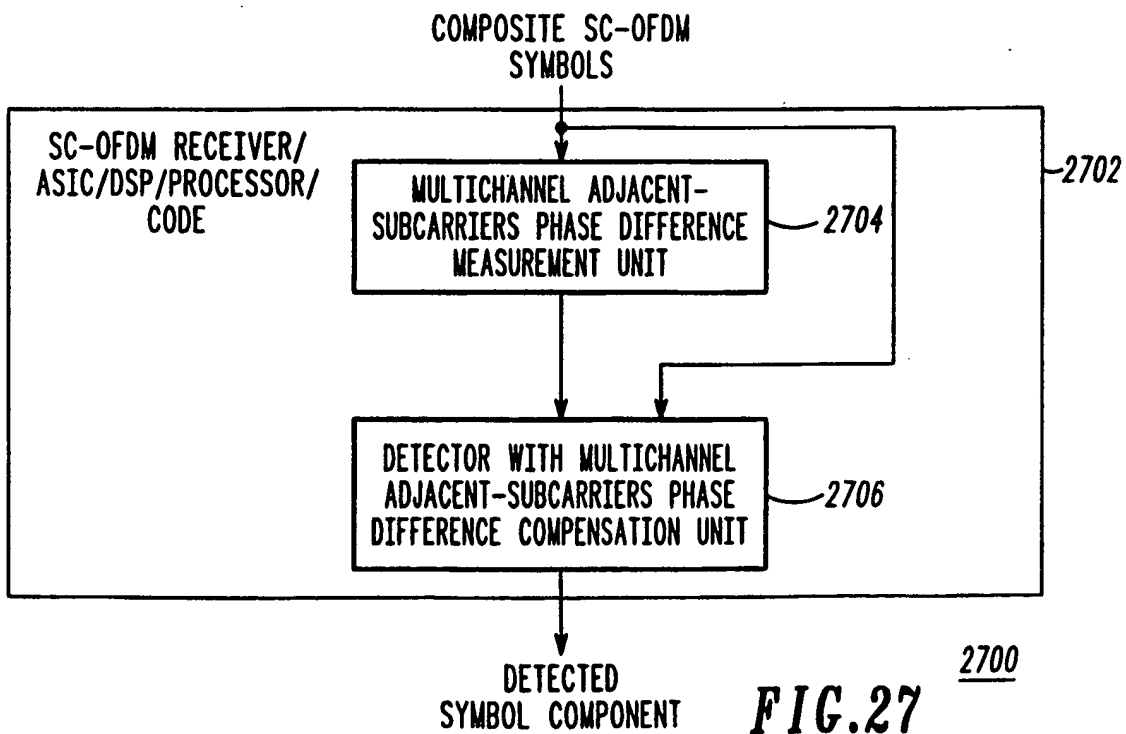 COMPOSITE SC-OFDM
SYMBOLS
SC-OFDM RECEIVER/
ASIC/DSP/PROCESSOR/
CODE
2702
MULTICHANNEL ADJACENT-
SUBCARRIERS PHASE DIFFERENCE
MEASUREMENT UNIT
2704
DETECTOR WITH MULTICHANNEL
ADJACENT-SUBCARRIERS PHASE
DIFFERENCE COMPENSATION UNIT
2706
DETECTED
SYMBOL COMPONENT
2700
FIG.27